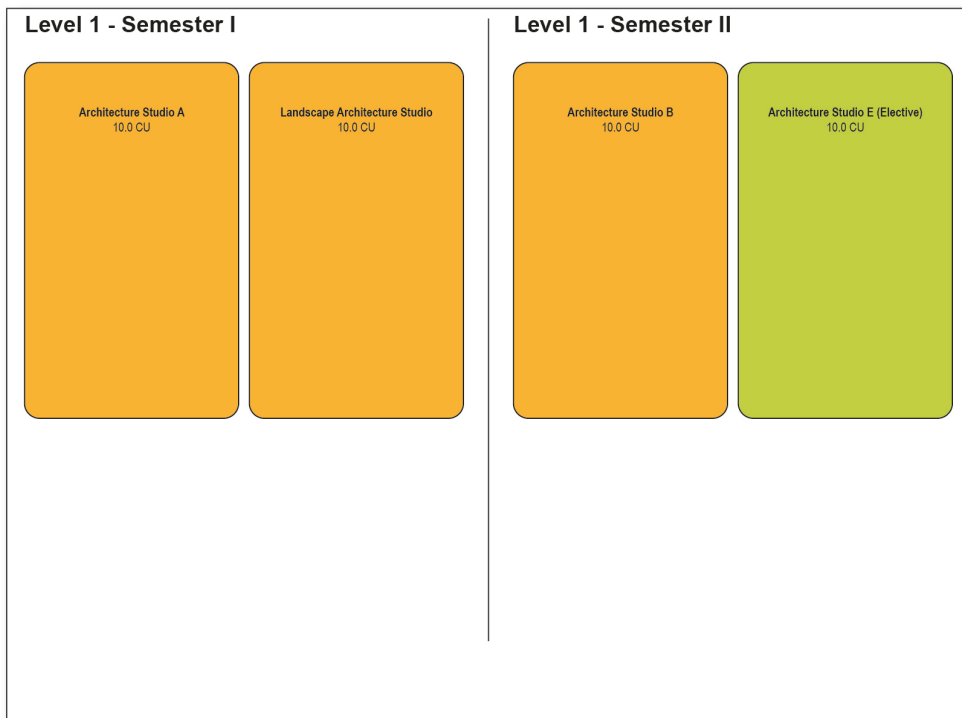 Level 1 - Semester I
Architecture Studio A
10.0 CU
Landscape Architecture Studio
10.0 CU
Level 1 - Semester II
Architecture Studio B
10.0 CU
Architecture Studio E (Elective)
10.0 CU